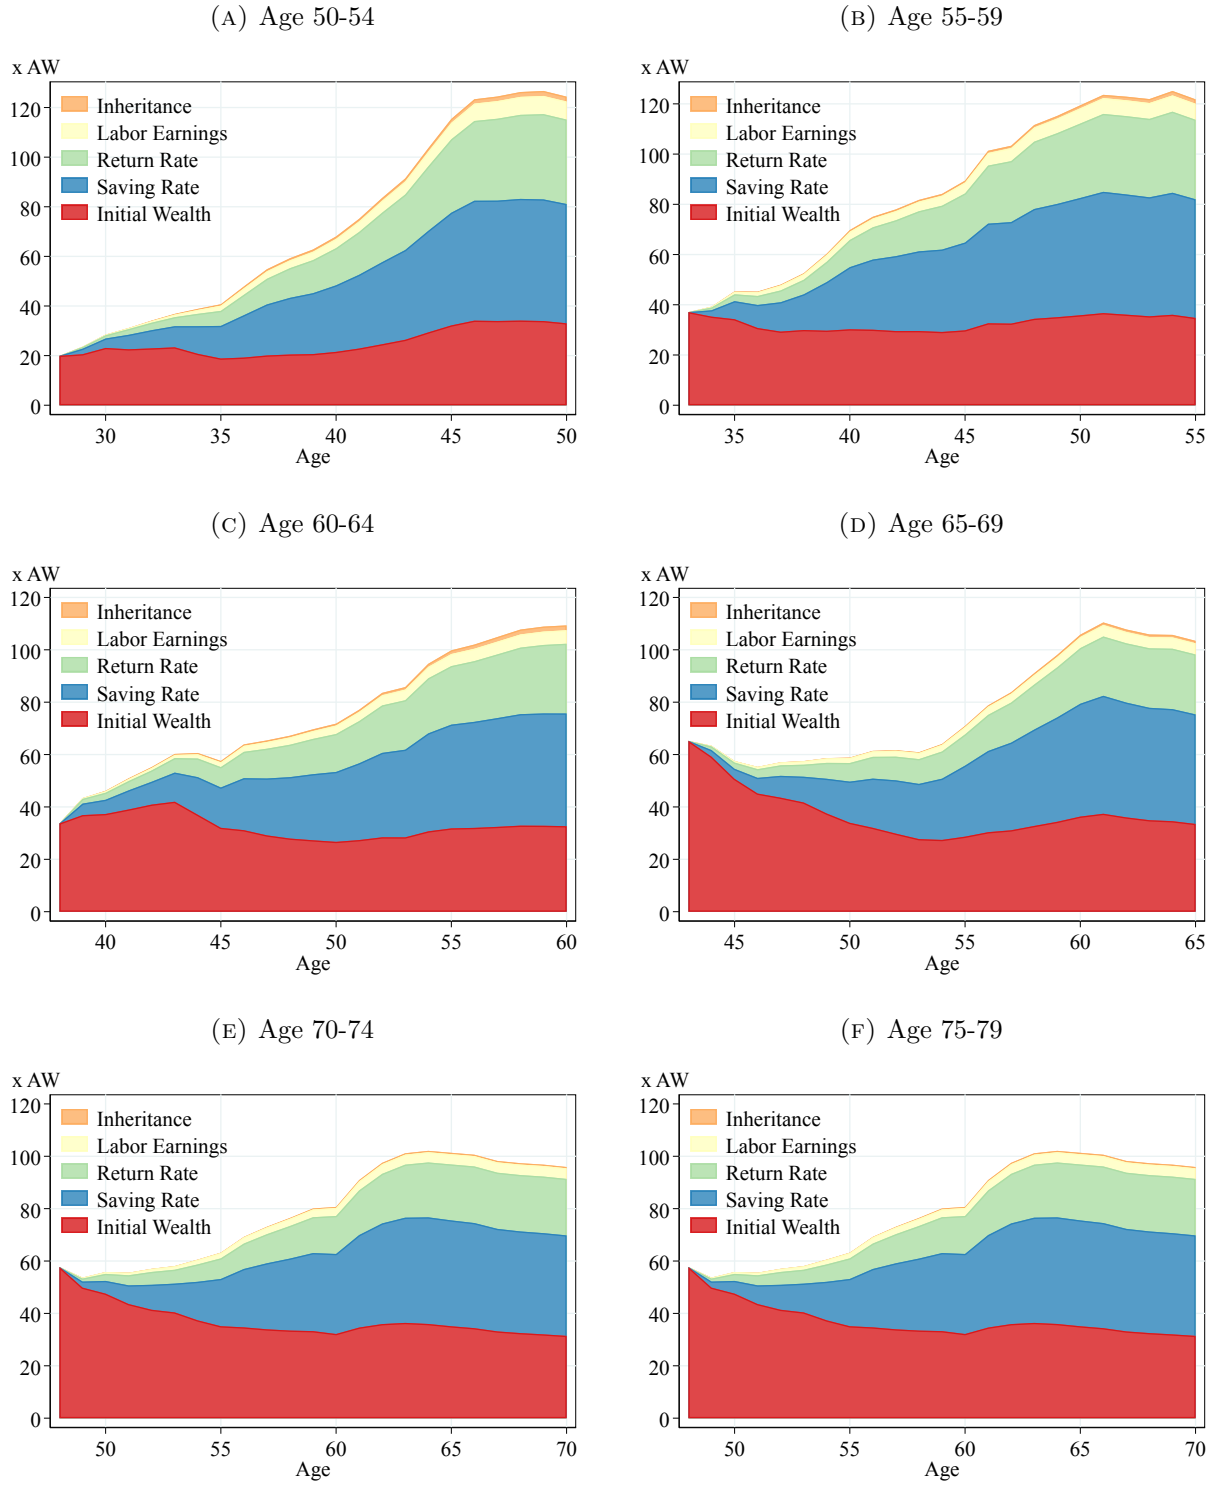 (A) Age 50-54
x AW
Inheritance
Labor Earnings
Return Rate
Saving Rate
Initial Wealth
120
100
80
60
40
20
0
30 35 40 45 50
Age
(B) Age 55-59
x AW
Inheritance
Labor Earnings
Return Rate
Saving Rate
Initial Wealth
120
100
80
60
40
20
0
35 40 45 50 55
Age
(C) Age 60-64
x AW
Inheritance
Labor Earnings
Return Rate
Saving Rate
Initial Wealth
120
100
80
60
40
20
0
40 45 50 55 60
Age
(D) Age 65-69
x AW
Inheritance
Labor Earnings
Return Rate
Saving Rate
Initial Wealth
120
100
80
60
40
20
0
45 50 55 60 65
Age
(E) Age 70-74
x AW
Inheritance
Labor Earnings
Return Rate
Saving Rate
Initial Wealth
120
100
80
60
40
20
0
50 55 60 65 70
Age
(F) Age 75-79
x AW
Inheritance
Labor Earnings
Return Rate
Saving Rate
Initial Wealth
120
100
80
60
40
20
0
50 55 60 65 70
Age